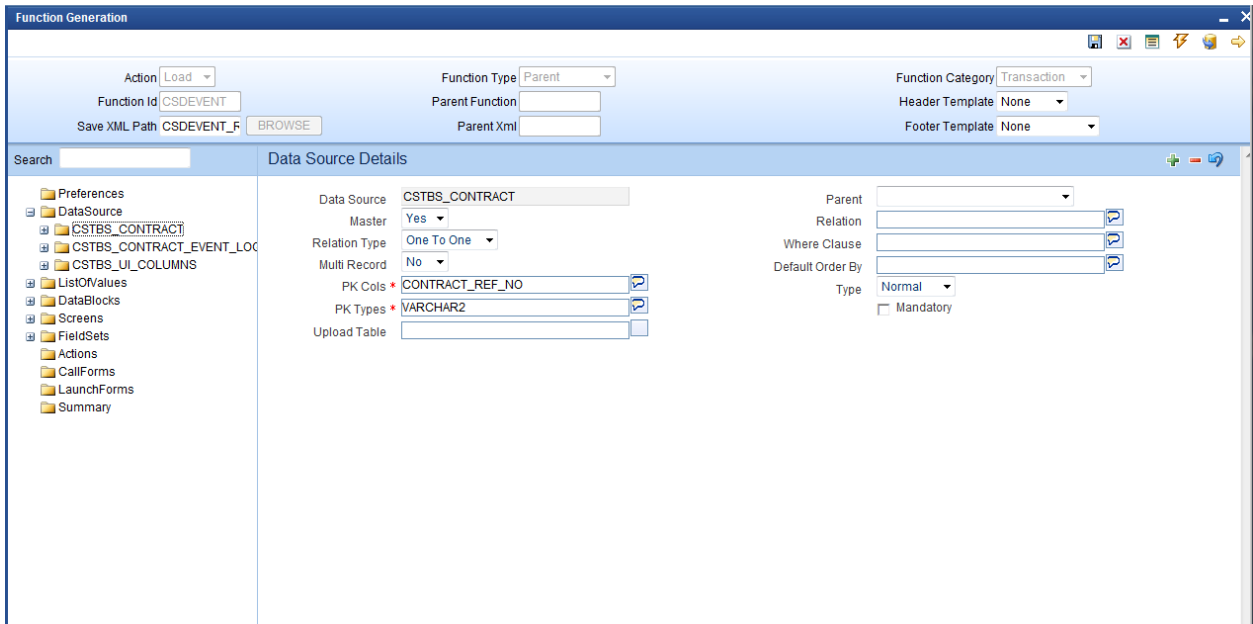 Function Generation
Action Load Function Type Parent Function Category Transaction
Function Id CSDEVENT Parent Function Header Template None
Save XML Path CSDEVENT_F BROWSE Parent Xml Footer Template None
Search Data Source Details
Preferences
DataSource
CSTBS_CONTRACT
CSTBS_CONTRACT_EVENT_LOG
CSTBS_UI_COLUMNS
ListOfValues
DataBlocks
Screens
FieldSets
Actions
CallForms
LaunchForms
Summary
Data Source CSTBS_CONTRACT
Master Yes
Relation Type One To One
Multi Record No
PK Cols * CONTRACT_REF_NO
PK Types * VARCHAR2
Upload Table
Parent
Relation
Where Clause
Default Order By
Type Normal
Mandatory